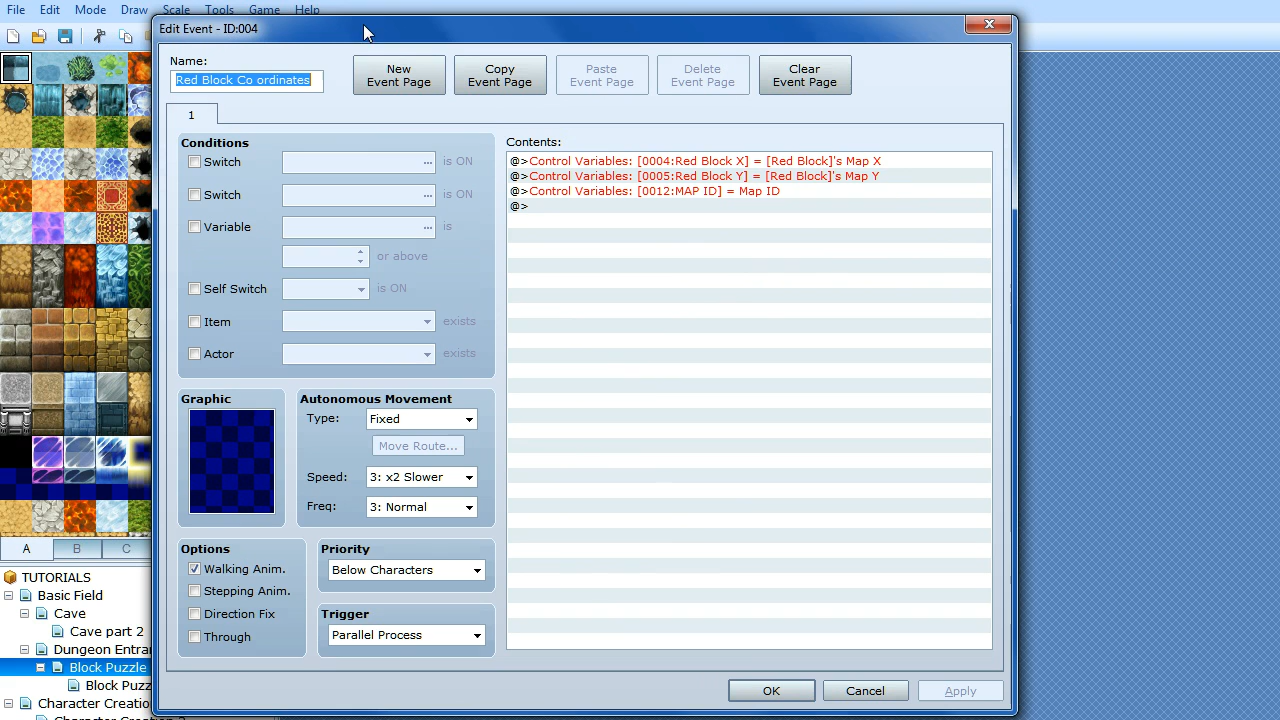 File Edit Mode Draw Scale Tools Game Help
Edit Event - ID:004
Name:
Red Block Co ordinates
New
Event Page
Copy
Event Page
Paste
Event Page
Delete
Event Page
Clear
Event Page
1
Conditions
Switch ... is ON
Switch ... is ON
Variable ... is
or above
Self Switch is ON
Item exists
Actor exists
Graphic
Autonomous Movement
Type: Fixed
Move Route...
Speed: 3: x2 Slower
Freq: 3: Normal
Options
Walking Anim.
Stepping Anim.
Direction Fix
Through
Priority
Below Characters
Trigger
Parallel Process
Contents:
@>Control Variables: [0004:Red Block X] = [Red Block]'s Map X
@>Control Variables: [0005:Red Block Y] = [Red Block]'s Map Y
@>Control Variables: [0012:MAP ID] = Map ID
@>
OK Cancel Apply
A B C
TUTORIALS
Basic Field
Cave
Cave part 2
Dungeon Entran
Block Puzzle
Block Puzz
Character Creation